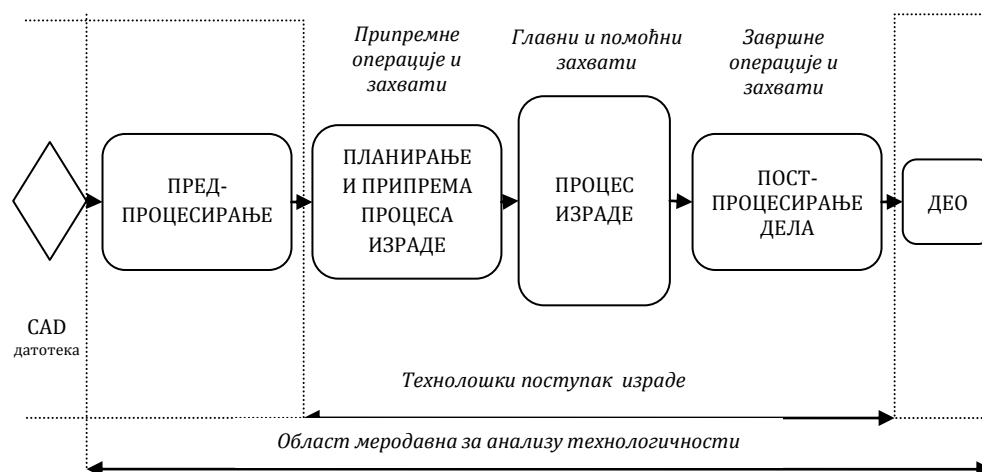 Припремне
операције и
захвати
Главни и помоћни
захвати
Завршне
операције и
захвати
ПРЕД-
ПРОЦЕСИРАЊЕ
ПЛАНИРАЊЕ
И ПРИПРЕМА
ПРОЦЕСА
ИЗРАДЕ
ПРОЦЕС
ИЗРАДЕ
ПОСТ-
ПРОЦЕСИРАЊЕ
ДЕЛА
ДЕО
CAD
датотека
Технолошки поступак израде
Област меродавна за анализу технологичности